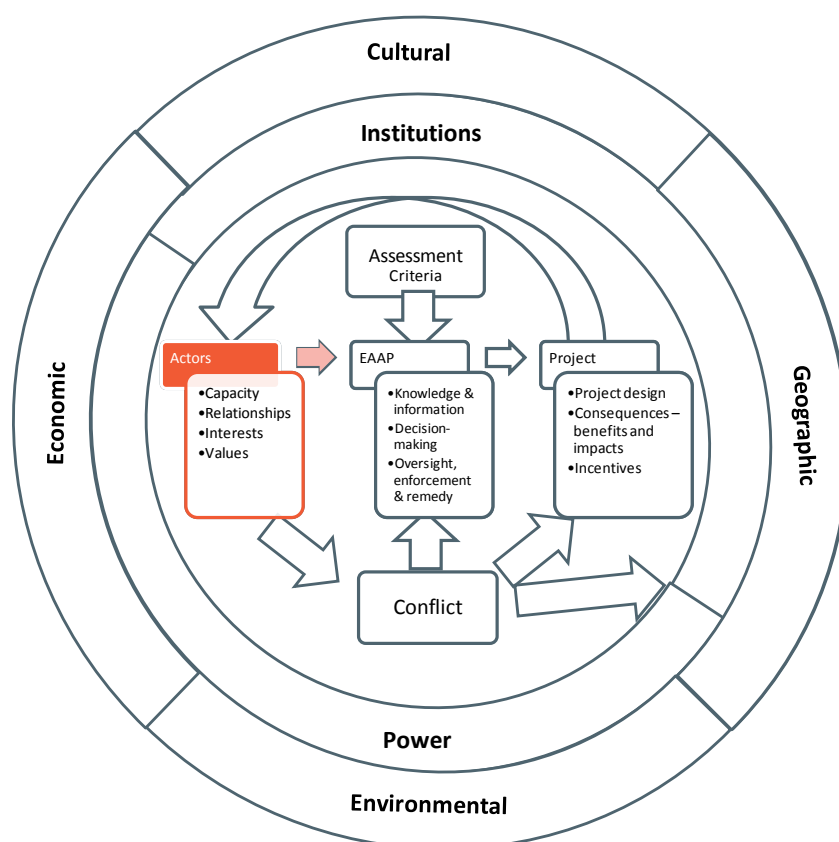 Cultural
Institutions
Assessment
Criteria
Actors
•Capacity
•Relationships
•Interests
•Values
EAAP
•Knowledge &
information
•Decision-
making
•Oversight,
enforcement
& remedy
Project
•Project design
•Consequences –
benefits and
impacts
•Incentives
Economic
Geographic
Conflict
Power
Environmental